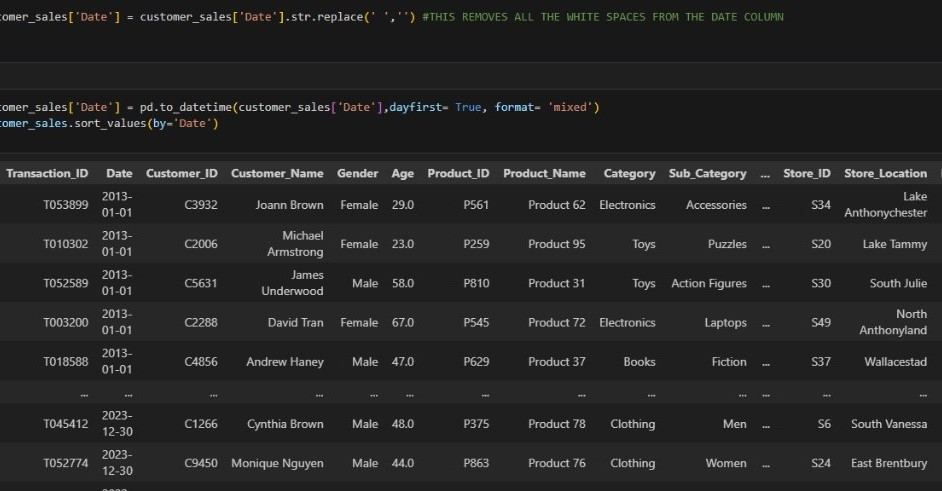 omer_sales['Date'] = customer_sales['Date'].str.replace(' ','') #THIS REMOVES ALL THE WHITE SPACES FROM THE DATE COLUMN
omer_sales['Date'] = pd.to_datetime(customer_sales['Date'],dayfirst= True, format= 'mixed')
omer_sales.sort_values(by='Date')
Transaction_ID Date Customer_ID Customer_Name Gender Age Product_ID Product_Name Category Sub_Category ... Store_ID Store_Location
T053899 2013-01-01 C3932 Joann Brown Female 29.0 P561 Product 62 Electronics Accessories ... S34 Lake Anthonychester
T010302 2013-01-01 C2006 Michael Armstrong Female 23.0 P259 Product 95 Toys Puzzles ... S20 Lake Tammy
T052589 2013-01-01 C5631 James Underwood Male 58.0 P810 Product 31 Toys Action Figures ... S30 South Julie
T003200 2013-01-01 C2288 David Tran Female 67.0 P545 Product 72 Electronics Laptops ... S49 North Anthonyland
T018588 2013-01-01 C4856 Andrew Haney Male 47.0 P629 Product 37 Books Fiction ... S37 Wallacestad
... ... ... ... ... ... ... ... ... ... ... ... ...
T045412 2023-12-30 C1266 Cynthia Brown Male 48.0 P375 Product 78 Clothing Men ... S6 South Vanessa
T052774 2023-12-30 C9450 Monique Nguyen Male 44.0 P863 Product 76 Clothing Women ... S24 East Brentbury